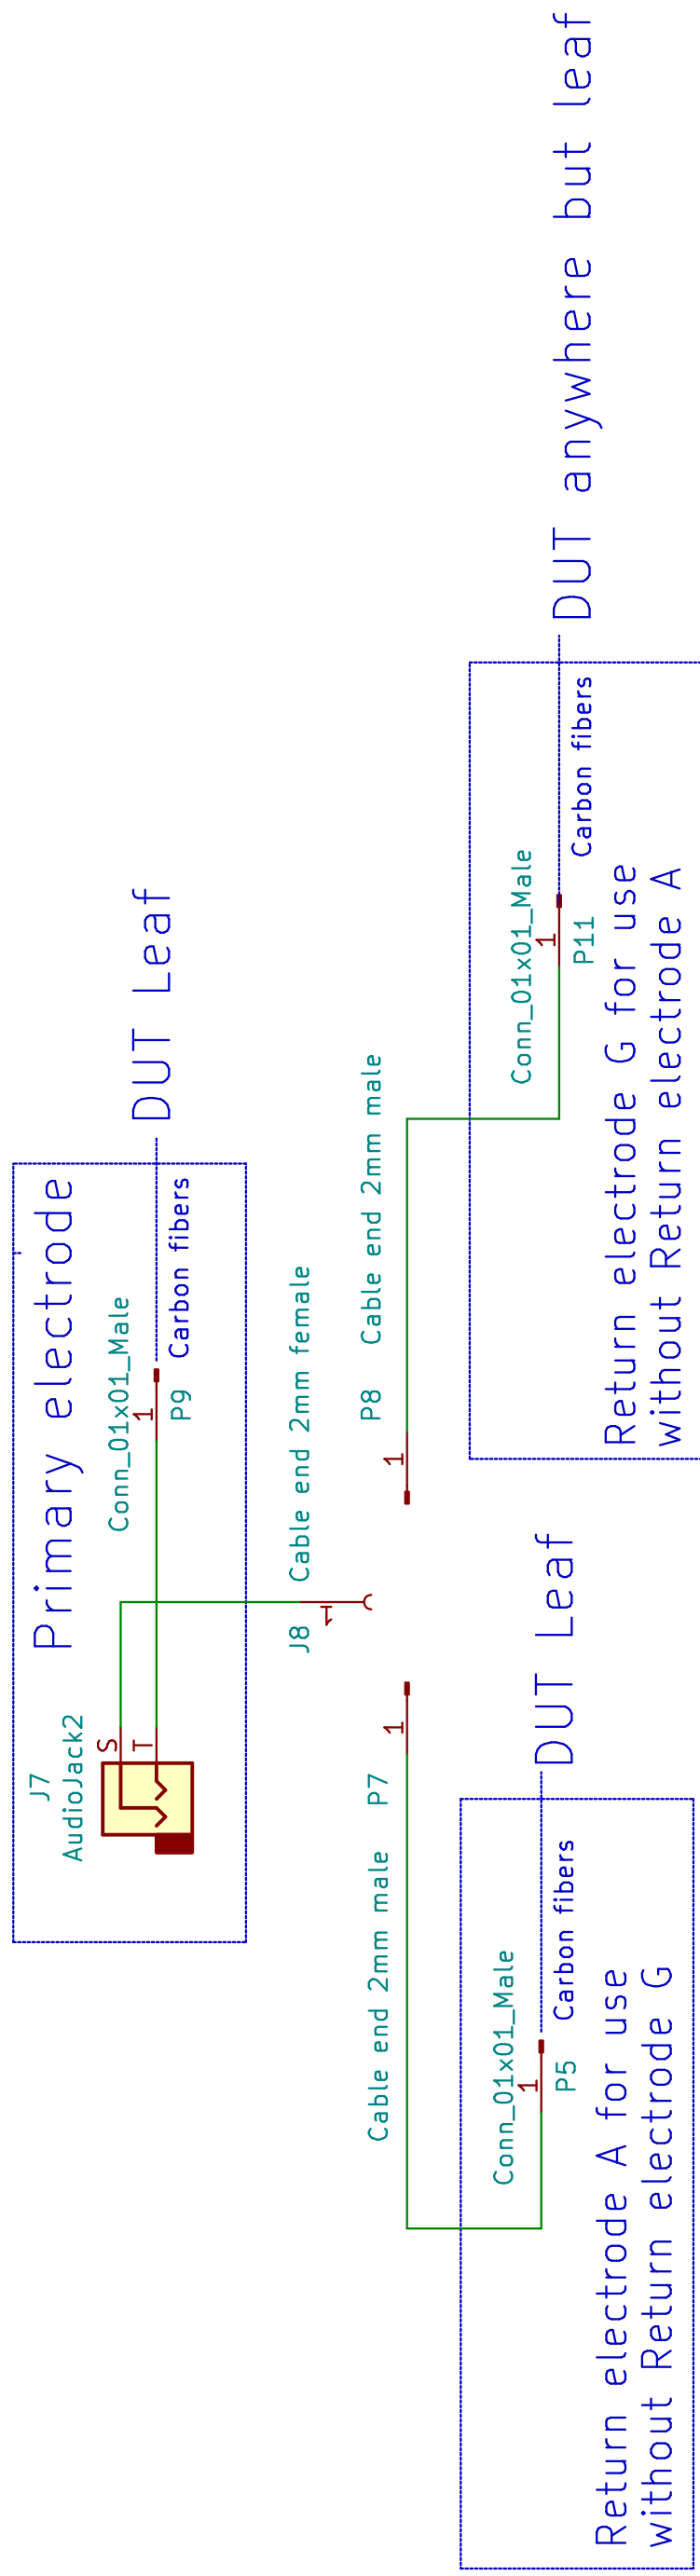 Primary electrode
J7
AudioJack2
S
T
Conn_01x01_Male
1
P9
Carbon fibers
DUT Leaf
J8
Cable end 2mm female
1
Cable end 2mm male
P7
1
P8
Cable end 2mm male
1
Conn_01x01_Male
1
P5
Carbon fibers
DUT Leaf
Return electrode A for use
without Return electrode G
Conn_01x01_Male
1
P11
Carbon fibers
DUT anywhere but leaf
Return electrode G for use
without Return electrode A